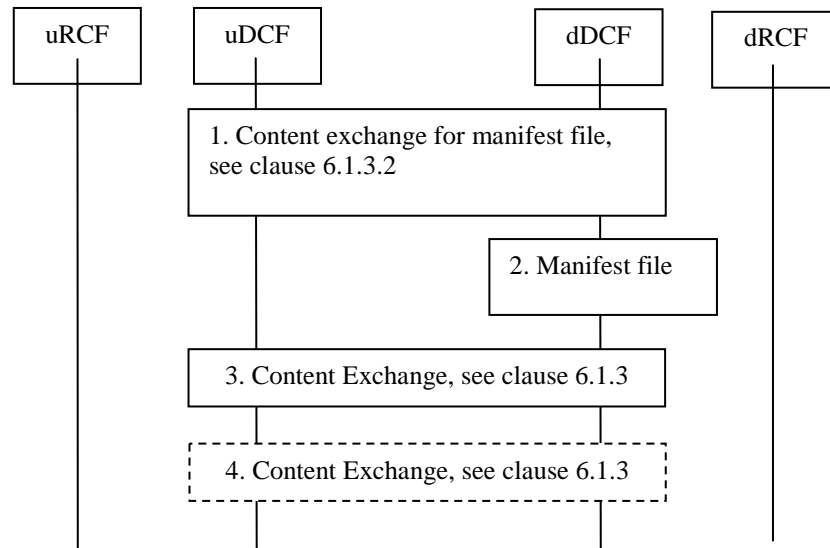 uRCF
uDCF
dDCF
dRCF
1. Content exchange for manifest file,
see clause 6.1.3.2
2. Manifest file
3. Content Exchange, see clause 6.1.3
4. Content Exchange, see clause 6.1.3